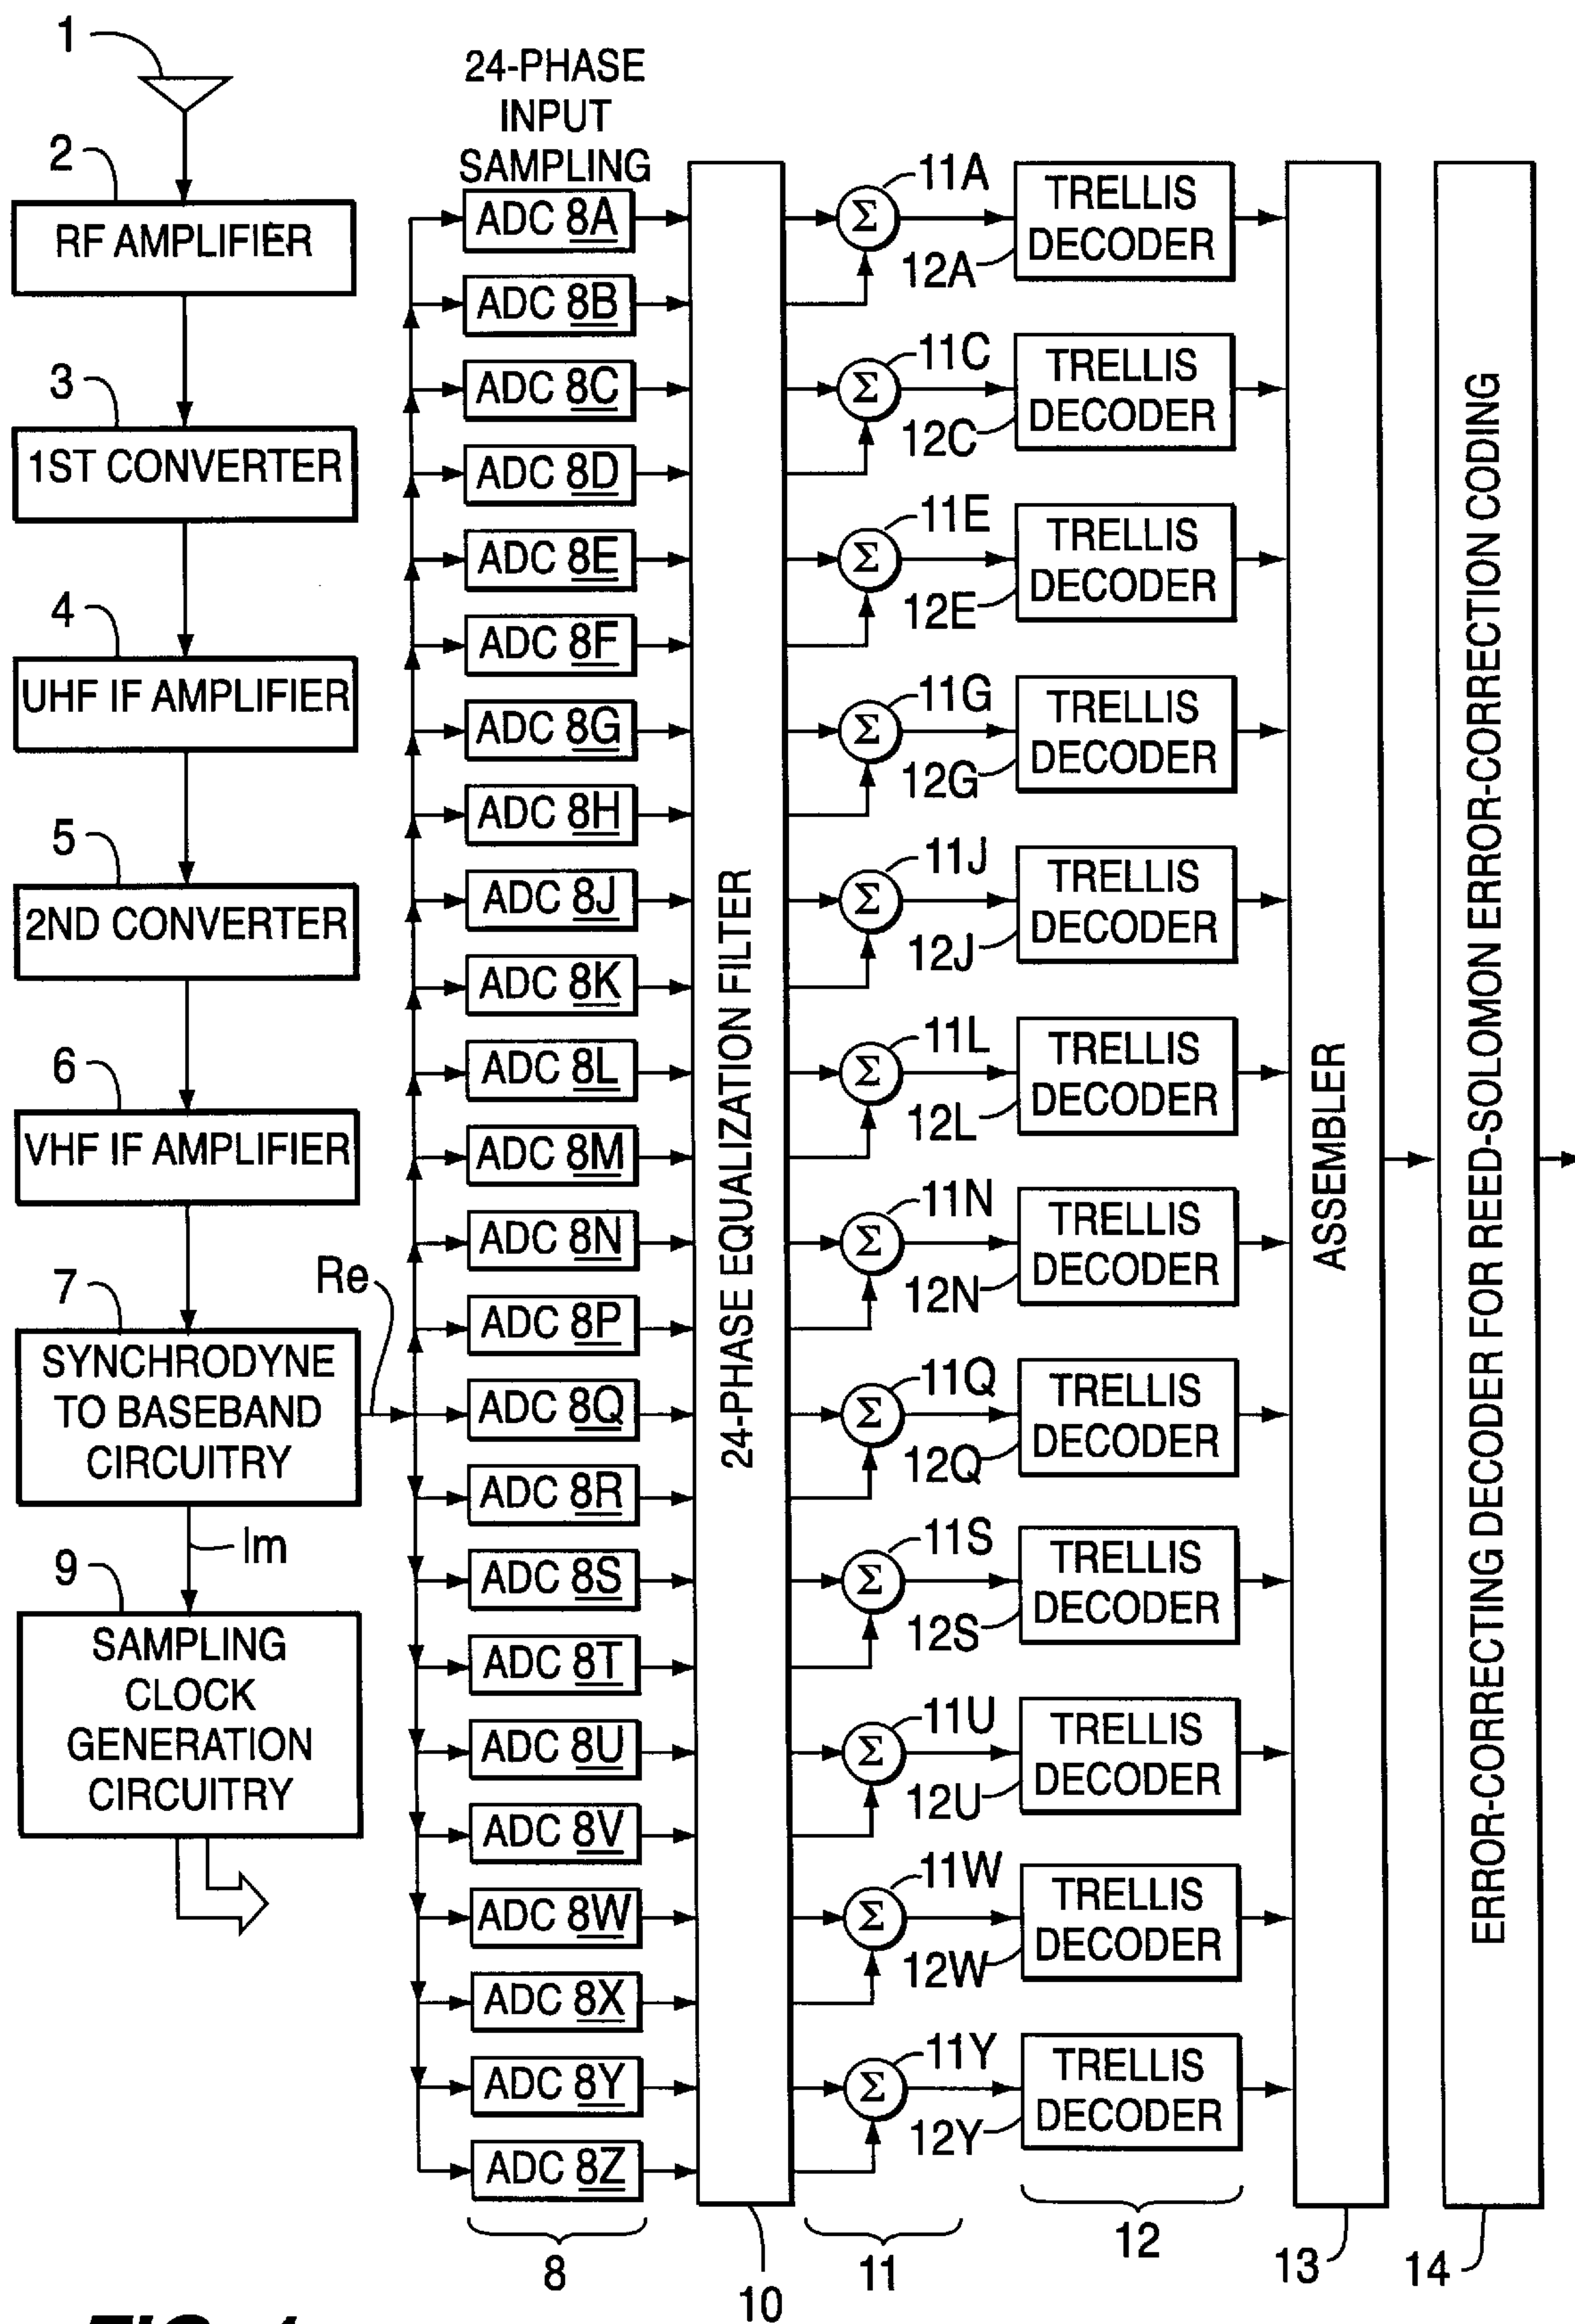 1
2
RF AMPLIFIER
3
1ST CONVERTER
4
UHF IF AMPLIFIER
5
2ND CONVERTER
6
VHF IF AMPLIFIER
7
Re
SYNCHRODYNE
TO BASEBAND
CIRCUITRY
Im
9
SAMPLING
CLOCK
GENERATION
CIRCUITRY
24-PHASE
INPUT
SAMPLING
ADC 8A
ADC 8B
ADC 8C
ADC 8D
ADC 8E
ADC 8F
ADC 8G
ADC 8H
ADC 8J
ADC 8K
ADC 8L
ADC 8M
ADC 8N
ADC 8P
ADC 8Q
ADC 8R
ADC 8S
ADC 8T
ADC 8U
ADC 8V
ADC 8W
ADC 8X
ADC 8Y
ADC 8Z
8
24-PHASE EQUALIZATION FILTER
10
Σ
11A
Σ
11C
Σ
11E
Σ
11G
Σ
11J
Σ
11L
Σ
11N
Σ
11Q
Σ
11S
Σ
11U
Σ
11W
Σ
11Y
11
TRELLIS
DECODER
12A
TRELLIS
DECODER
12C
TRELLIS
DECODER
12E
TRELLIS
DECODER
12G
TRELLIS
DECODER
12J
TRELLIS
DECODER
12L
TRELLIS
DECODER
12N
TRELLIS
DECODER
12Q
TRELLIS
DECODER
12S
TRELLIS
DECODER
12U
TRELLIS
DECODER
12W
TRELLIS
DECODER
12Y
12
ASSEMBLER
13
ERROR-CORRECTING DECODER FOR REED-SOLOMON ERROR-CORRECTION CODING
14